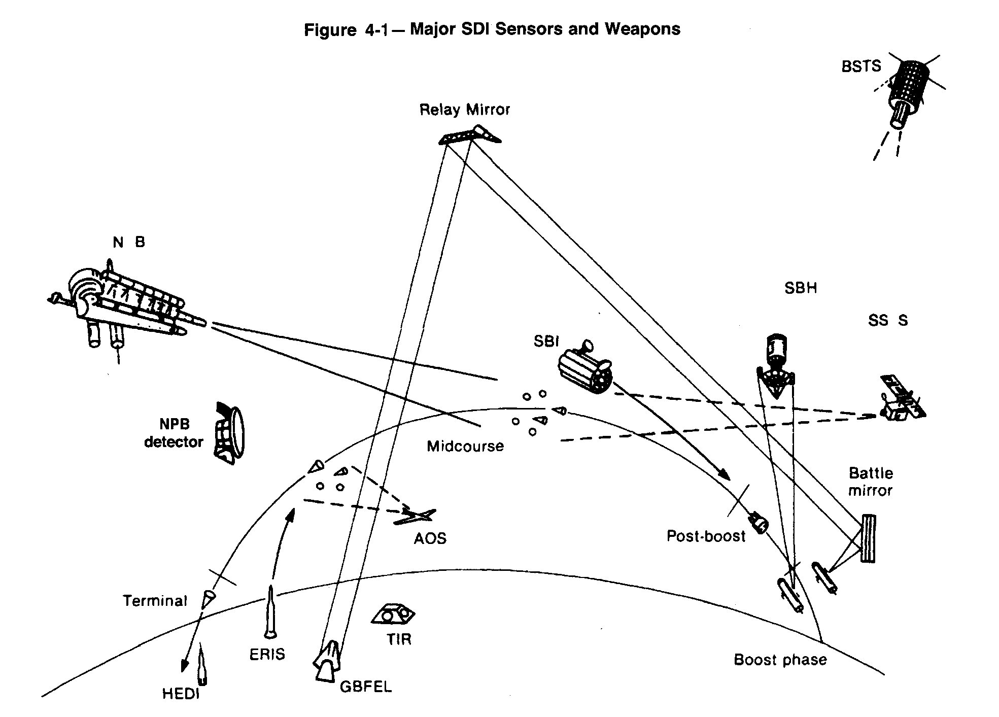 Figure 4-1— Major SDI Sensors and Weapons
BSTS
Relay Mirror
N B
SBH
SS S
SBI
NPB
detector
Midcourse
Battle
mirror
AOS
Post-boost
Terminal
TIR
ERIS
Boost phase
GBFEL
HEDI